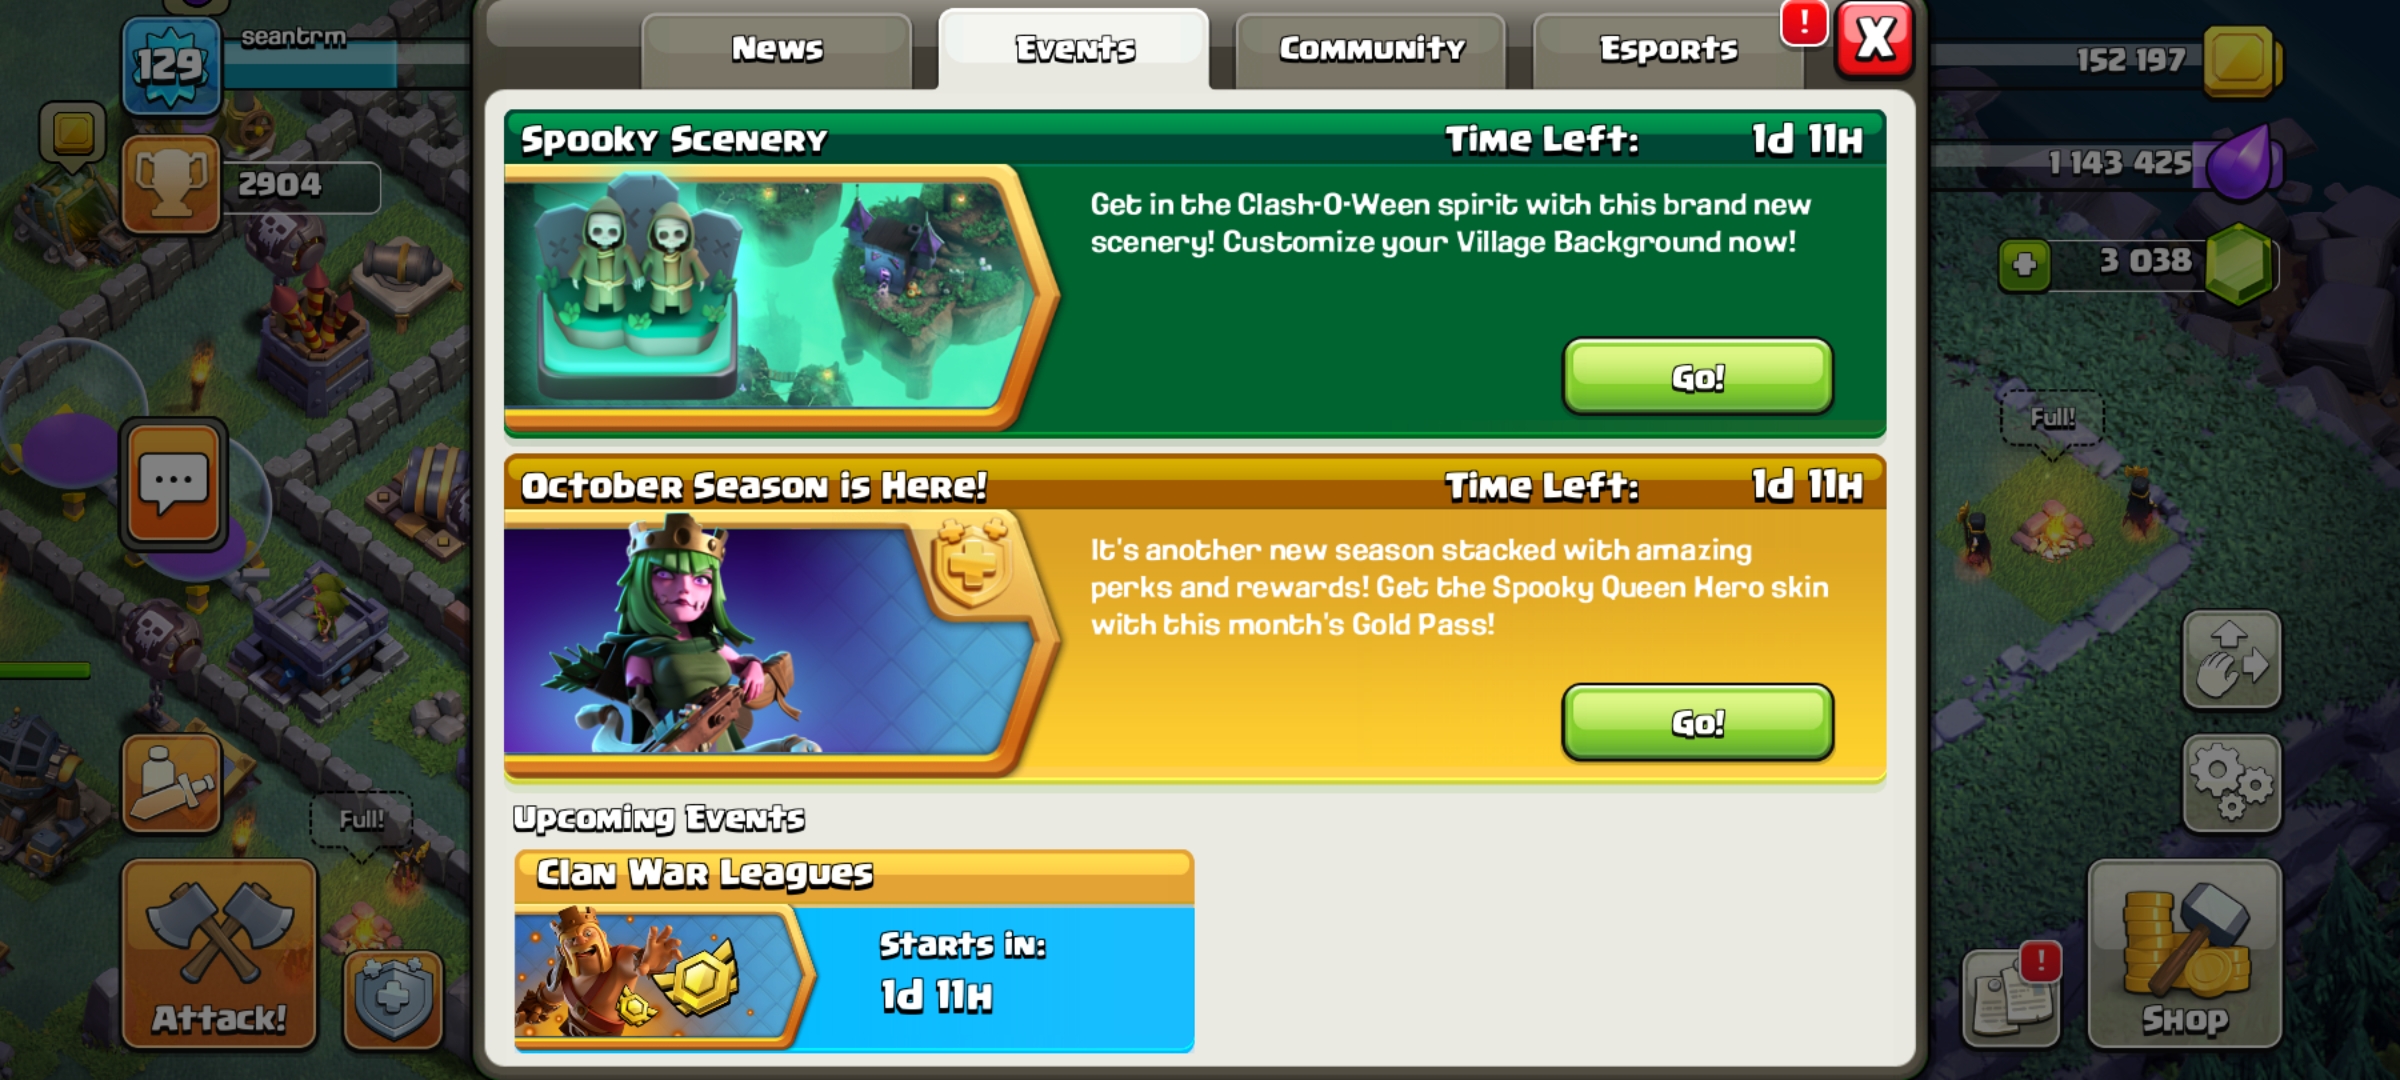 129
seantrm
2904
News
Events
Community
Esports
!
X
152 197
1 143 425
3 038
Spooky Scenery
Time Left:
1d 11H
Get in the Clash-O-Ween spirit with this brand new
scenery! Customize your Village Background now!
Go!
October Season is Here!
Time Left:
1d 11H
It's another new season stacked with amazing
perks and rewards! Get the Spooky Queen Hero skin
with this month's Gold Pass!
Go!
Upcoming Events
Clan War Leagues
Starts in:
1d 11H
Full!
Full!
Attack!
!
Shop